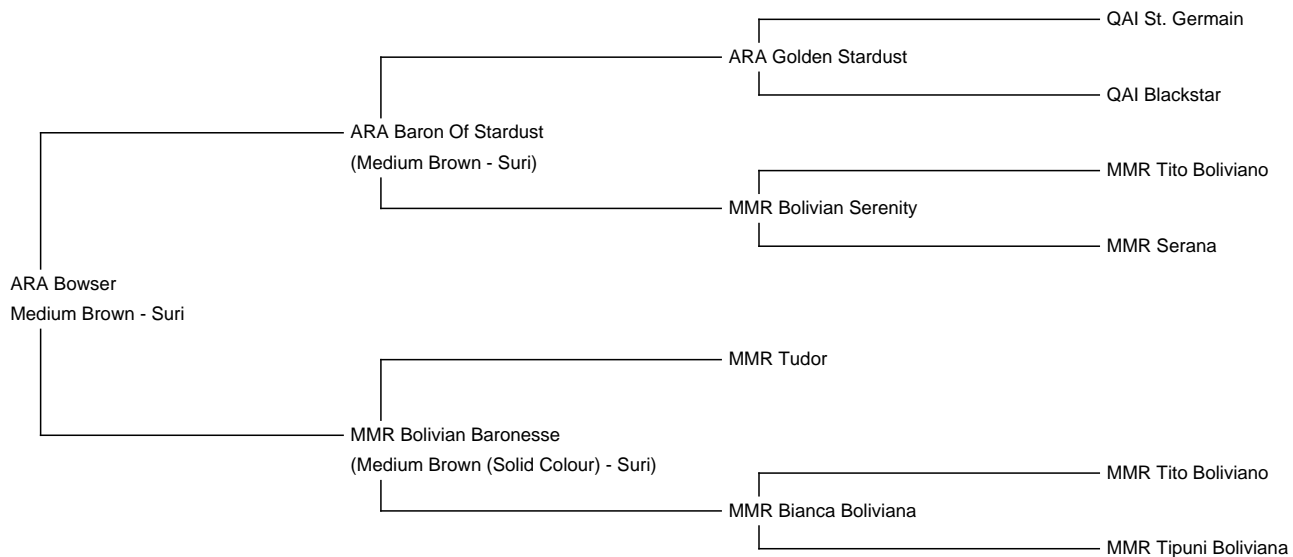 QAI St. Germain
ARA Golden Stardust
QAI Blackstar
ARA Baron Of Stardust
(Medium Brown - Suri)
MMR Tito Boliviano
MMR Bolivian Serenity
MMR Serana
ARA Bowser
Medium Brown - Suri
MMR Tudor
MMR Bolivian Baronesse
(Medium Brown (Solid Colour) - Suri)
MMR Tito Boliviano
MMR Bianca Boliviana
MMR Tipuni Boliviana